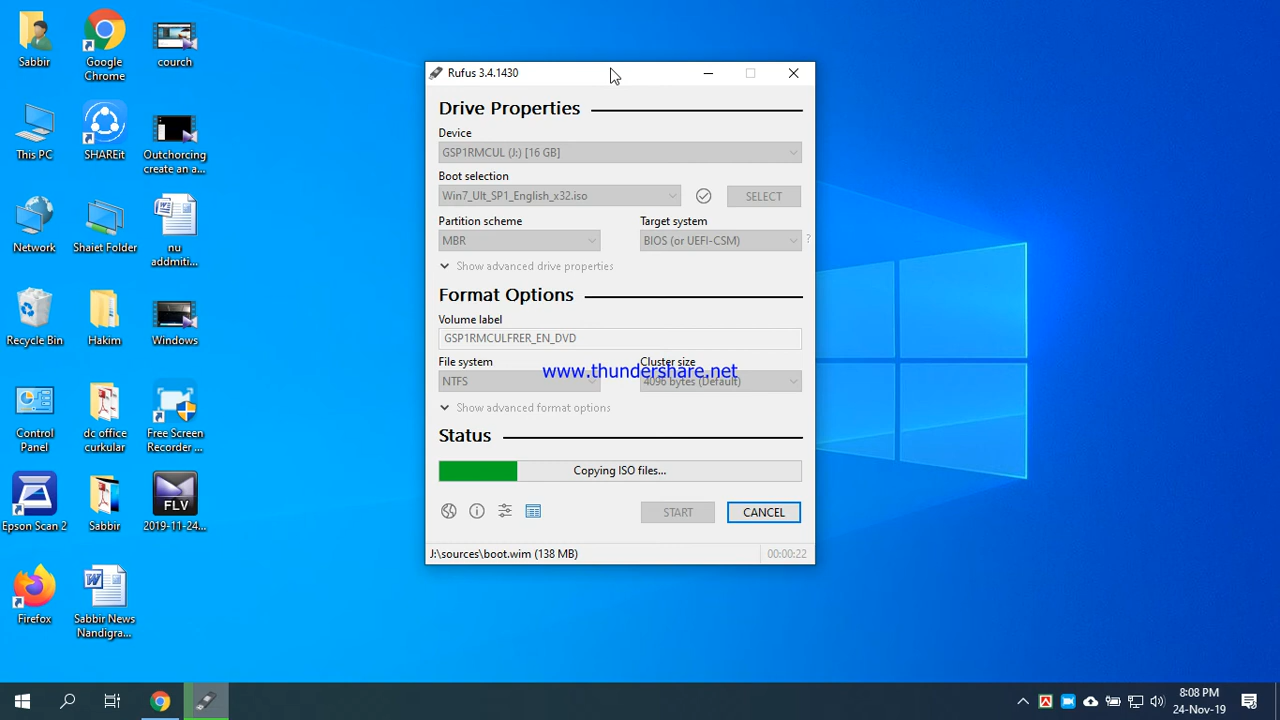 Sabbir
Google
Chrome
courch
This PC
SHAREit
Outchorcing
create an a...
Network
Shaiet Folder
nu
addmiti...
Recycle Bin
Hakim
Windows
Control
Panel
dc office
curkular
Free Screen
Recorder ...
Epson Scan 2
Sabbir
FLV
2019-11-24...
Firefox
Sabbir News
Nandigra...
Rufus 3.4.1430
Drive Properties
Device
GSP1RMCUL (J:) [16 GB]
Boot selection
Win7_Ult_SP1_English_x32.iso
SELECT
Partition scheme
Target system
MBR
BIOS (or UEFI-CSM)
?
Show advanced drive properties
Format Options
Volume label
GSP1RMCULFRER_EN_DVD
File system
Cluster size
www.thundershare.net
NTFS
4096 bytes (Default)
Show advanced format options
Status
Copying ISO files...
START
CANCEL
J:\sources\boot.wim (138 MB)
00:00:22
8:08 PM
24-Nov-19